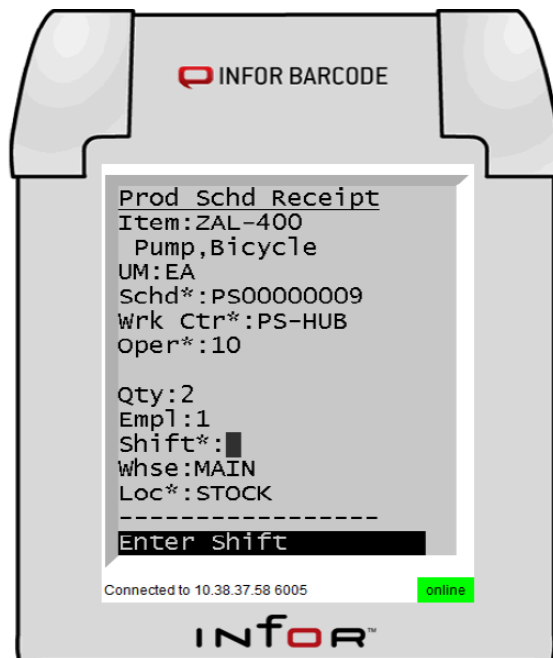 INFOR BARCODE
Prod Schd Receipt
Item:ZAL-400
Pump,Bicycle
UM:EA
Schd*:PS00000009
Wrk Ctr*:PS-HUB
Oper*:10
Qty:2
Empl:1
Shift*:
Whse:MAIN
Loc*:STOCK
-----------------
Enter Shift
Connected to 10.38.37.58 6005 online
infor™